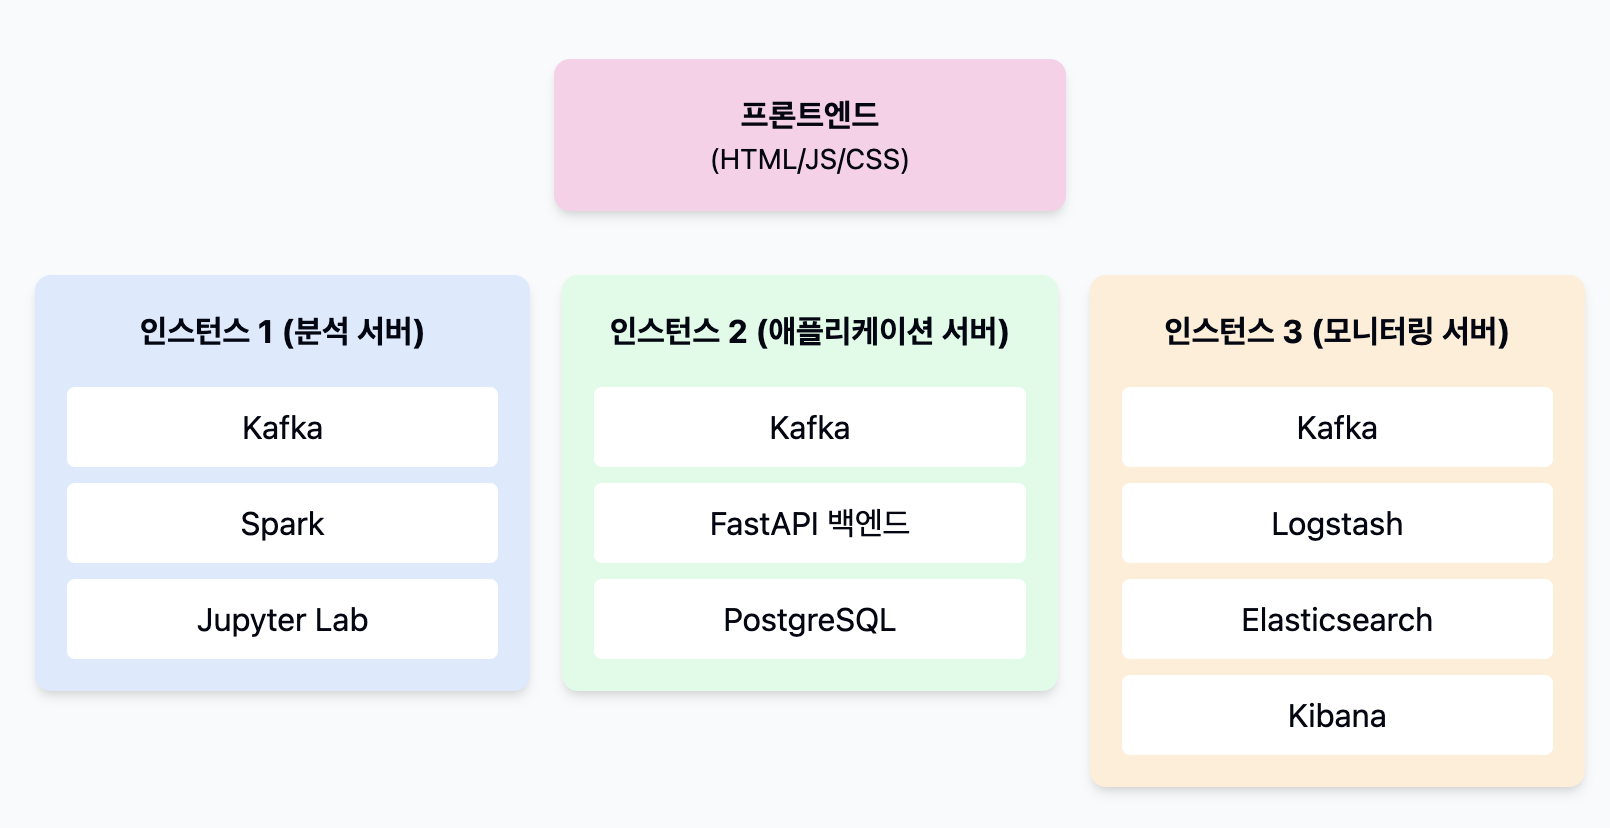 프론트엔드
(HTML/JS/CSS)
인스턴스 1 (분석 서버)
Kafka
Spark
Jupyter Lab
인스턴스 2 (애플리케이션 서버)
Kafka
FastAPI 백엔드
PostgreSQL
인스턴스 3 (모니터링 서버)
Kafka
Logstash
Elasticsearch
Kibana